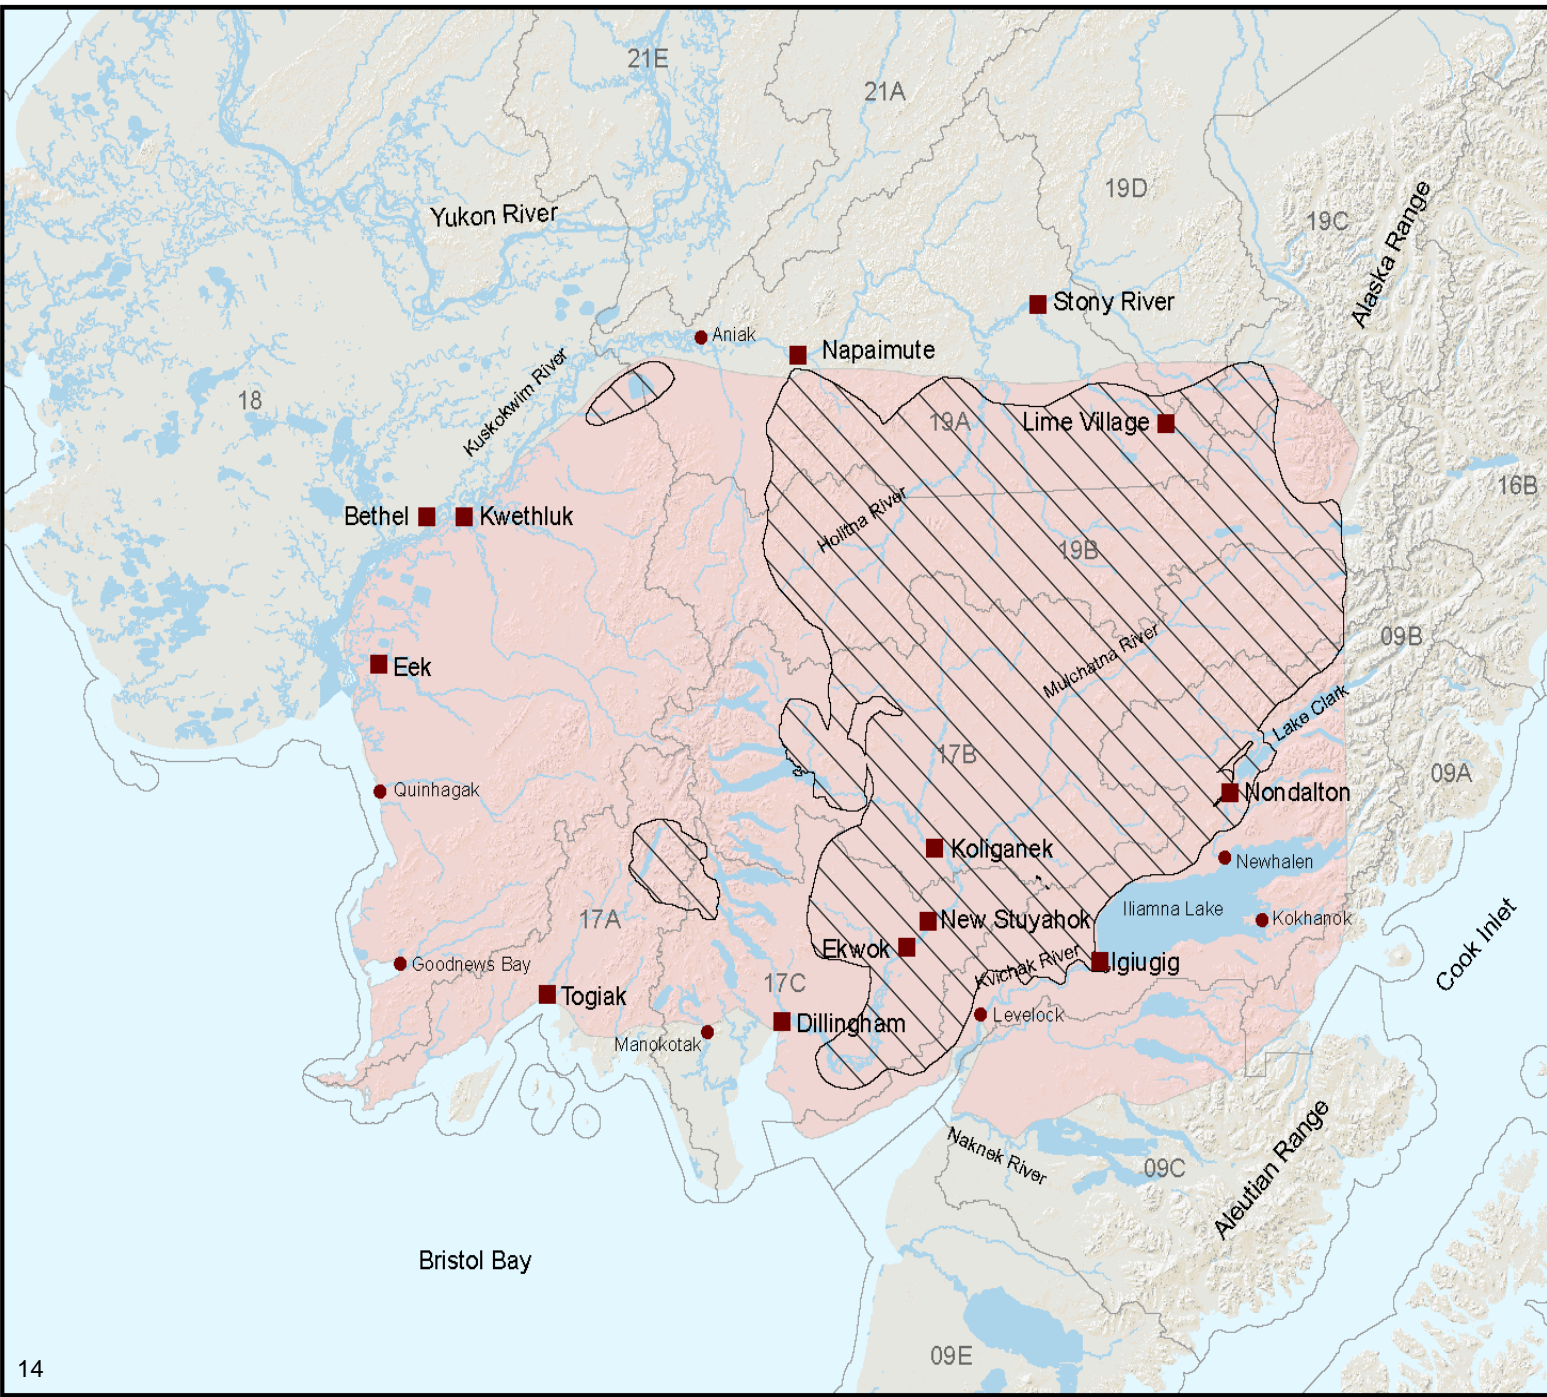 21E
21A
19D
19C
Alaska Range
Yukon River
Stony River
Aniak
Napaimute
Kuskokwim River
18
19A
Lime Village
16B
Bethel
Kwethluk
Holitna River
19B
Mulchatna River
09B
Eek
Lake Clark
17B
09A
Quinhagak
Nondalton
Koliganek
Newhalen
17A
New Stuyahok
Iliamna Lake
Kokhanok
Ekwok
Kvichak River
Igiugig
Cook Inlet
Goodnews Bay
17C
Togiak
Dillingham
Levelock
Manokotak
Naknek River
09C
Aleutian Range
Bristol Bay
09E
14